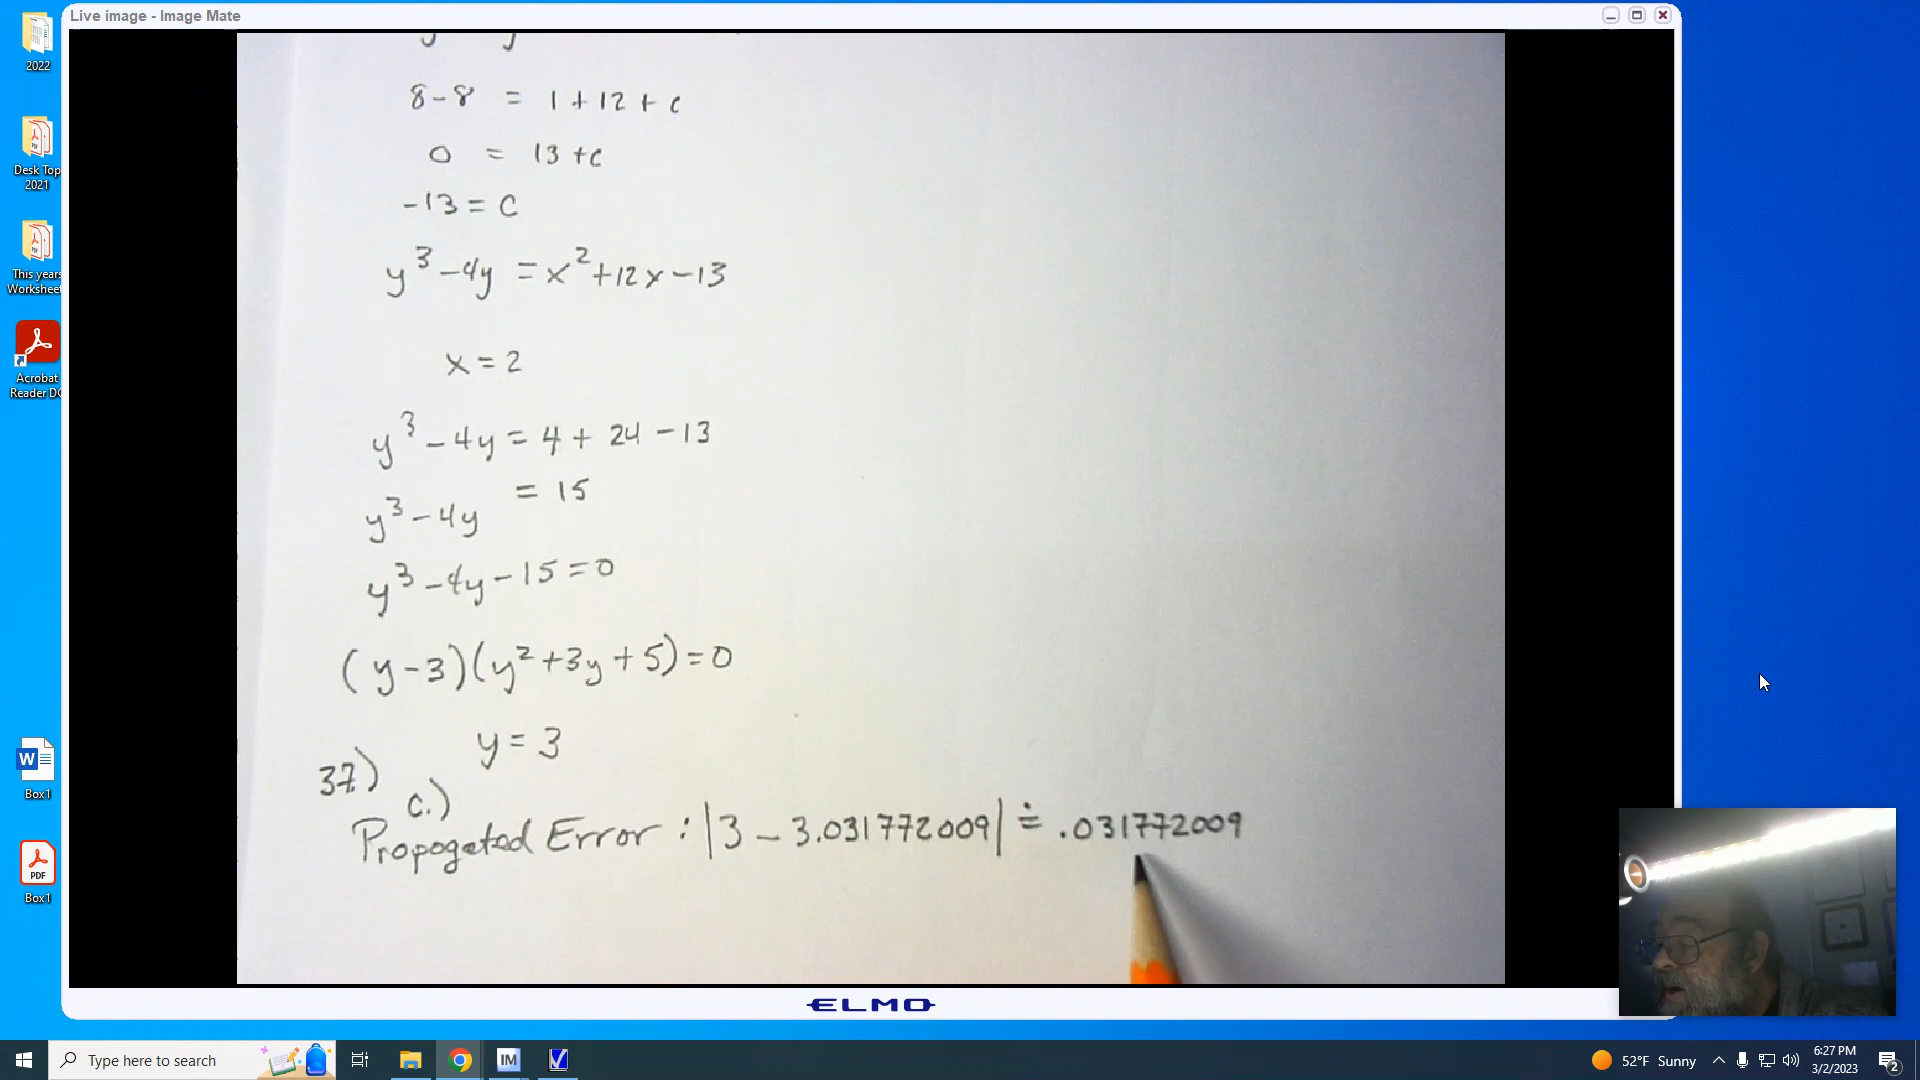 Live image - Image Mate
2022
Desk Top
2021
This years
Worksheet
Acrobat
Reader DC
W
Box1
PDF
Box1
8-8 = 1+12+c
0 = 13+c
-13 = C
y³ -4y = x² +12x -13
x = 2
y³ -4y = 4 + 24 -13
= 15
y³ -4y
y³ -4y -15 = 0
(y-3)(y²+3y+5) = 0
y = 3
37.)
c.)
Propogated Error : |3 - 3.031772009| ≐ .031772009
ELMO
Type here to search
IM
52°F Sunny
6:27 PM
3/2/2023
2